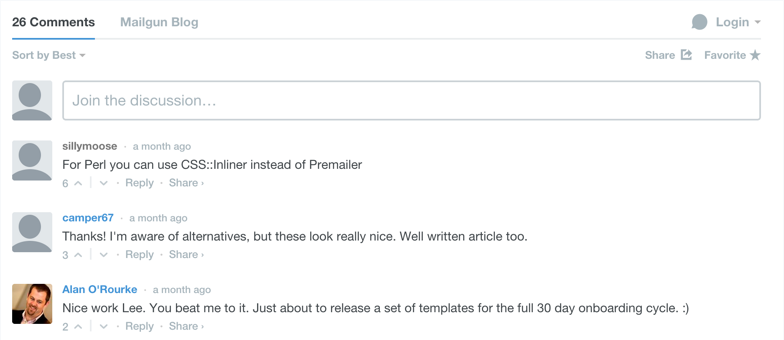 26 Comments Mailgun Blog Login
Sort by Best Share Favorite
Join the discussion...
sillymoose · a month ago
For Perl you can use CSS::Inliner instead of Premailer
6 · Reply · Share ›
camper67 · a month ago
Thanks! I'm aware of alternatives, but these look really nice. Well written article too.
3 · Reply · Share ›
Alan O'Rourke · a month ago
Nice work Lee. You beat me to it. Just about to release a set of templates for the full 30 day onboarding cycle. :)
2 · Reply · Share ›